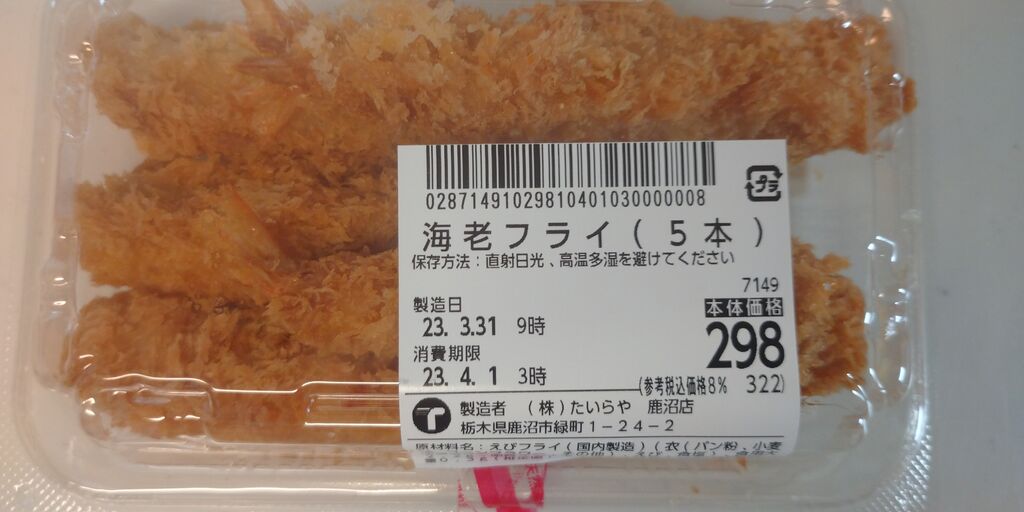 02871491029810401030000008
プラ
海老フライ(5本)
保存方法:直射日光、高温多湿を避けてください
7149
製造日
本体価格
23. 3.31 9時
298
消費期限
23. 4. 1 3時
(参考税込価格8% 322)
製造者 (株)たいらや 鹿沼店
栃木県鹿沼市緑町1-24-2
原材料名:えびフライ(国内製造)(衣(パン粉、小麦